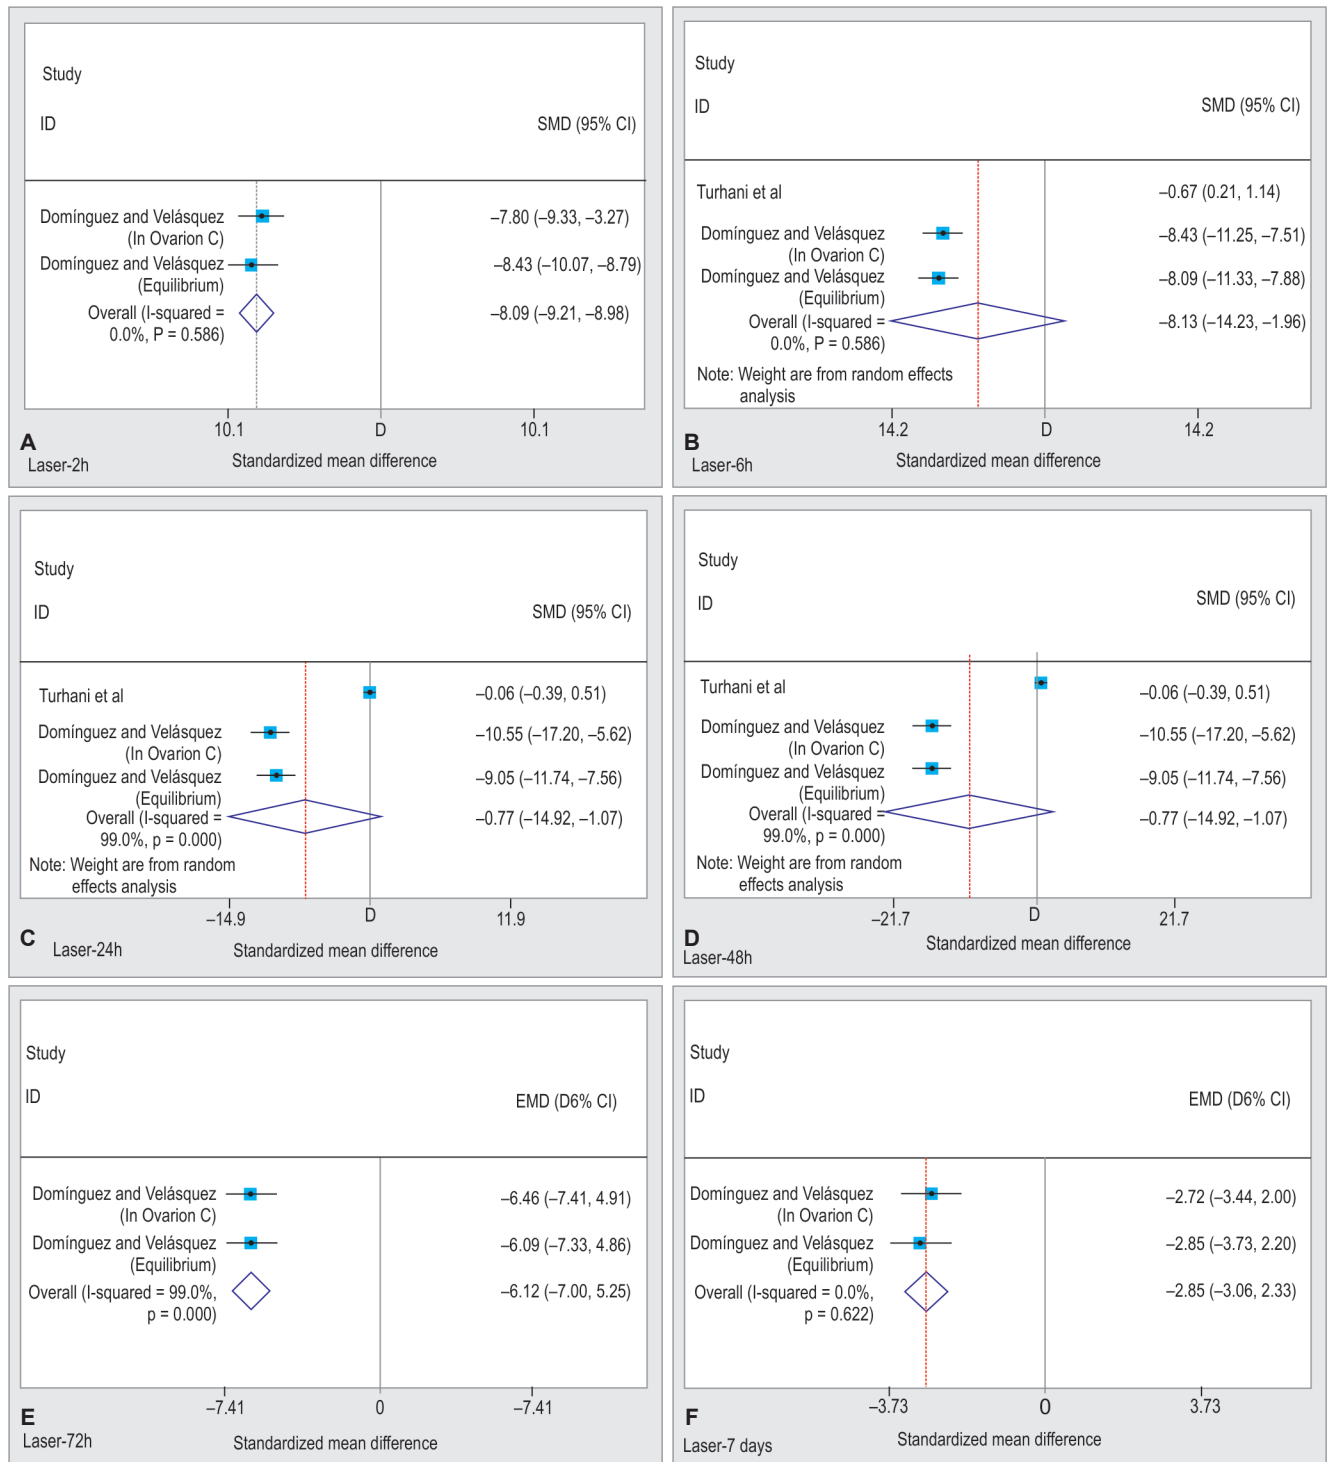 Study
ID
SMD (95% CI)
Domínguez and Velásquez
(In Ovarion C)
–7.80 (–9.33, –3.27)
Domínguez and Velásquez
(Equilibrium)
–8.43 (–10.07, –8.79)
Overall (I-squared =
0.0%, P = 0.586)
–8.09 (–9.21, –8.98)
10.1
D
10.1
A
Laser-2h
Standardized mean difference
Study
ID
SMD (95% CI)
Turhani et al
–0.67 (0.21, 1.14)
Domínguez and Velásquez
(In Ovarion C)
–8.43 (–11.25, –7.51)
Domínguez and Velásquez
(Equilibrium)
–8.09 (–11.33, –7.88)
Overall (I-squared =
0.0%, P = 0.586)
–8.13 (–14.23, –1.96)
Note: Weight are from random effects
analysis
14.2
D
14.2
B
Laser-6h
Standardized mean difference
Study
ID
SMD (95% CI)
Turhani et al
–0.06 (–0.39, 0.51)
Domínguez and Velásquez
(In Ovarion C)
–10.55 (–17.20, –5.62)
Domínguez and Velásquez
(Equilibrium)
–9.05 (–11.74, –7.56)
Overall (I-squared =
99.0%, p = 0.000)
–0.77 (–14.92, –1.07)
Note: Weight are from random
effects analysis
–14.9
D
11.9
C
Laser-24h
Standardized mean difference
Study
ID
SMD (95% CI)
Turhani et al
–0.06 (–0.39, 0.51)
Domínguez and Velásquez
(In Ovarion C)
–10.55 (–17.20, –5.62)
Domínguez and Velásquez
(Equilibrium)
–9.05 (–11.74, –7.56)
Overall (I-squared =
99.0%, p = 0.000)
–0.77 (–14.92, –1.07)
Note: Weight are from random
effects analysis
–21.7
D
21.7
D
Laser-48h
Standardized mean difference
Study
ID
EMD (D6% CI)
Domínguez and Velásquez
(In Ovarion C)
–6.46 (–7.41, 4.91)
Domínguez and Velásquez
(Equilibrium)
–6.09 (–7.33, 4.86)
Overall (I-squared = 99.0%,
p = 0.000)
–6.12 (–7.00, 5.25)
–7.41
0
–7.41
E
Laser-72h
Standardized mean difference
Study
ID
EMD (D6% CI)
Domínguez and Velásquez
(In Ovarion C)
–2.72 (–3.44, 2.00)
Domínguez and Velásquez
(Equilibrium)
–2.85 (–3.73, 2.20)
Overall (I-squared = 0.0%,
p = 0.622)
–2.85 (–3.06, 2.33)
–3.73
0
3.73
F
Laser-7 days
Standardized mean difference